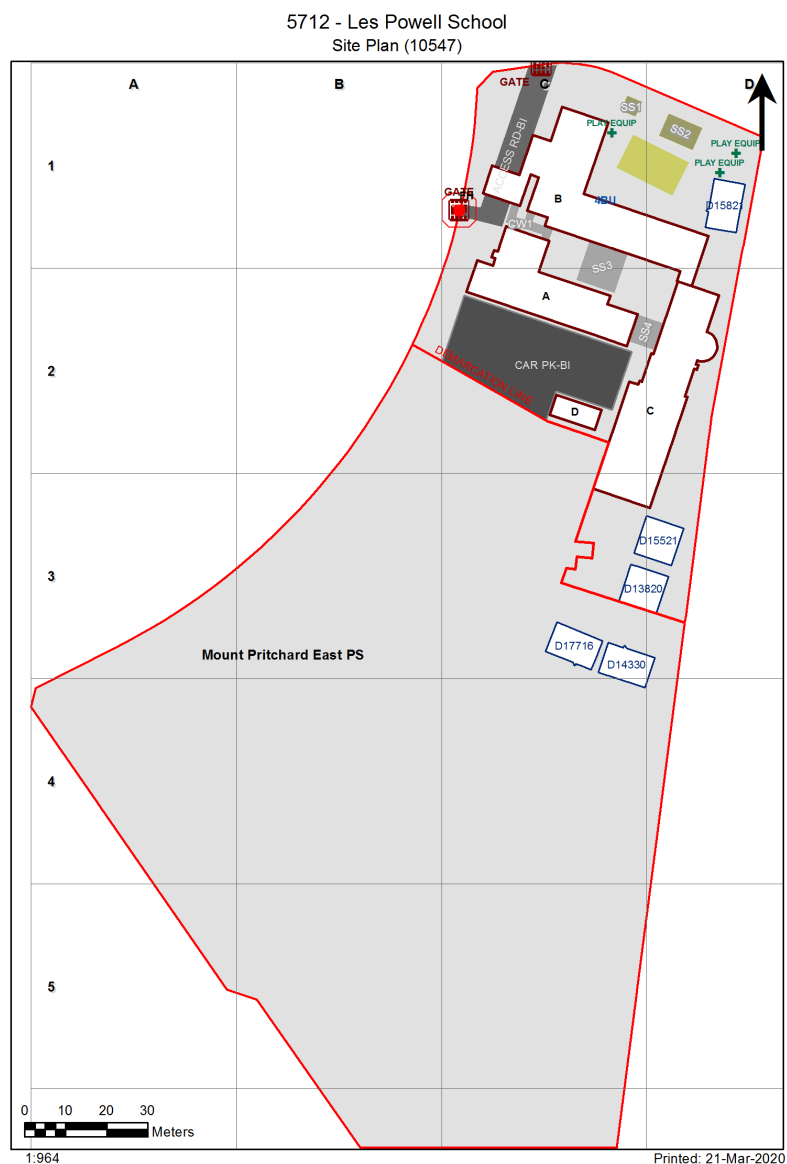 5712 - Les Powell School
Site Plan (10547)
A
B
C
D
GATE
ACCESS RD-BI
SS1
SS2
PLAY EQUIP
PLAY EQUIP
PLAY EQUIP
1
GATE
B
4BU
D15821
CW1
SS3
A
SS4
2
DEMARCATION LINE
CAR PK-BI
D
C
D15521
3
D13820
Mount Pritchard East PS
D17716
D14330
4
5
0 10 20 30
Meters
1:964
Printed: 21-Mar-2020